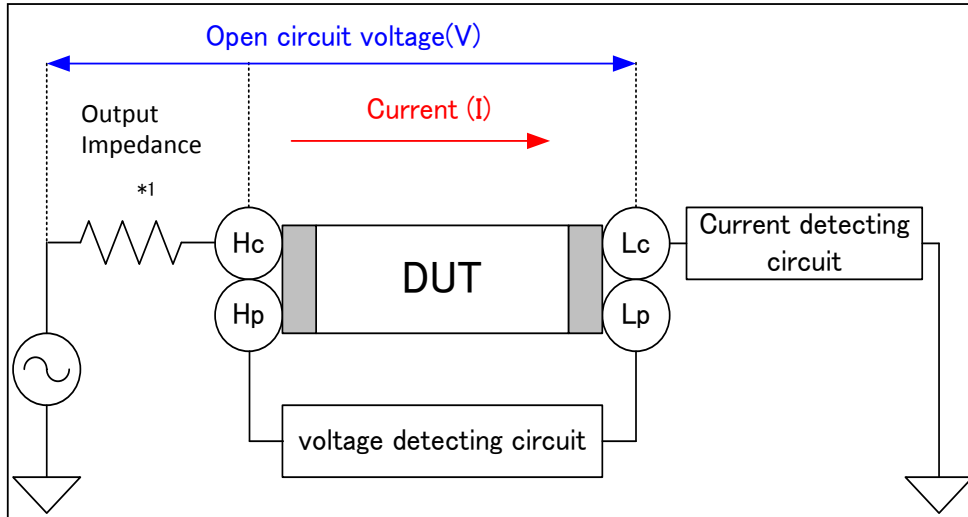 Open circuit voltage(V)
Output
Impedance
*1
Current (I)
Hc
Lc
Current detecting
circuit
DUT
Hp
Lp
voltage detecting circuit